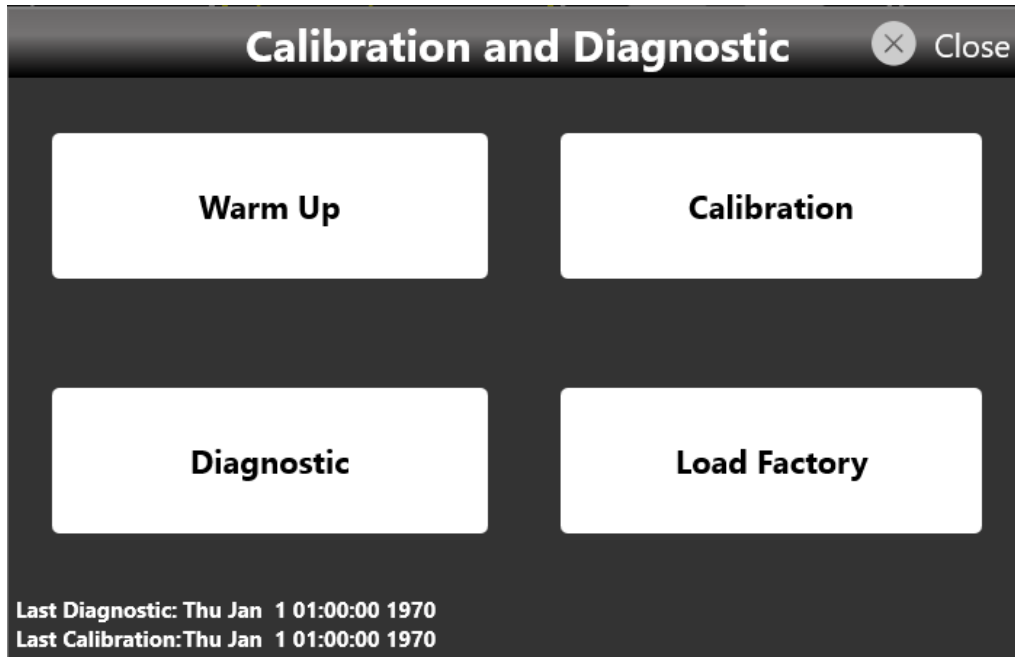 Calibration and Diagnostic Close
Warm Up Calibration
Diagnostic Load Factory
Last Diagnostic: Thu Jan  1 01:00:00 1970
Last Calibration:Thu Jan  1 01:00:00 1970